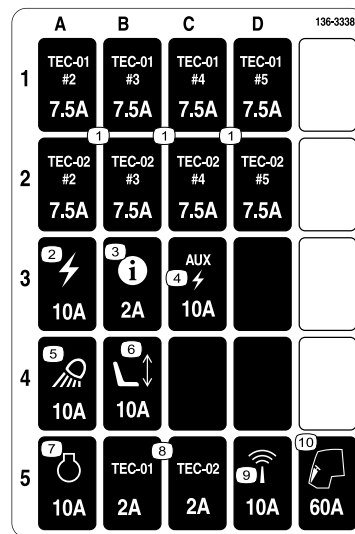 A B C D 136-3338
1
TEC-01 TEC-01 TEC-01 TEC-01
#2 #3 #4 #5
7.5A 7.5A 7.5A 7.5A
1 1 1
2
TEC-02 TEC-02 TEC-02 TEC-02
#2 #3 #4 #5
7.5A 7.5A 7.5A 7.5A
3
2 3 i 4 AUX
10A 2A 10A
4
5 6
10A 10A
5
7 8 9 10
TEC-01 TEC-02
10A 2A 2A 10A 60A